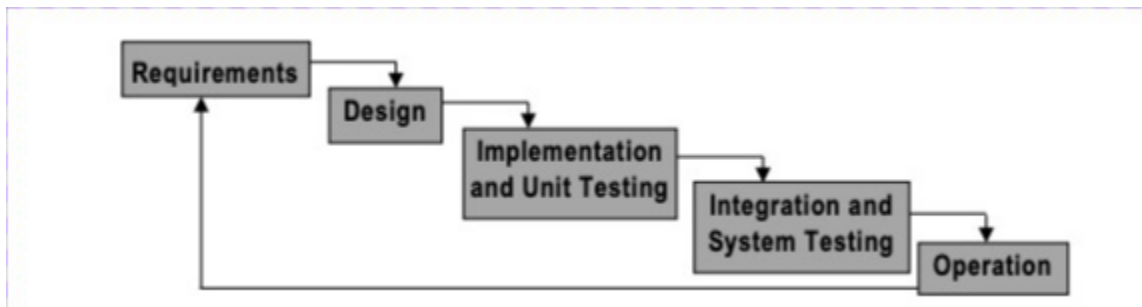 Requirements
Design
Implementation
and Unit Testing
Integration and
System Testing
Operation